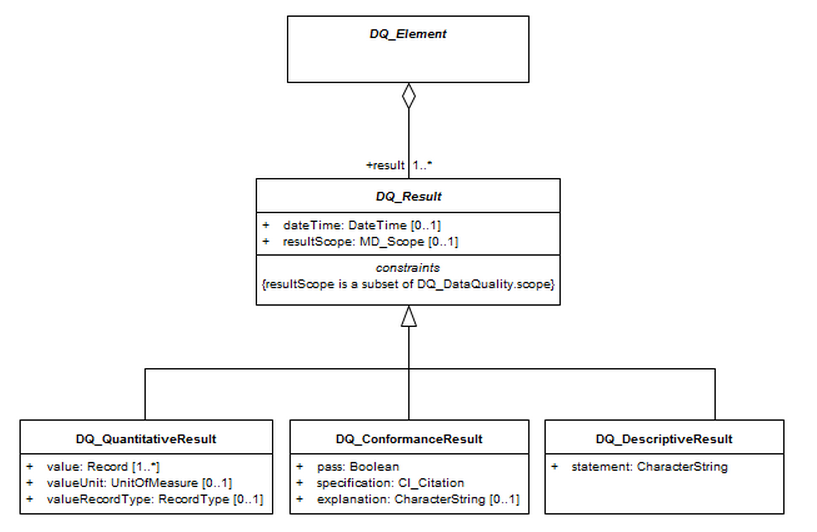 DQ_Element
+result 1..*
DQ_Result
+ dateTime: DateTime [0..1]
+ resultScope: MD_Scope [0..1]
constraints
{resultScope is a subset of DQ_DataQuality.scope}
DQ_QuantitativeResult
+ value: Record [1..*]
+ valueUnit: UnitOfMeasure [0..1]
+ valueRecordType: RecordType [0..1]
DQ_ConformanceResult
+ pass: Boolean
+ specification: CI_Citation
+ explanation: CharacterString [0..1]
DQ_DescriptiveResult
+ statement: CharacterString